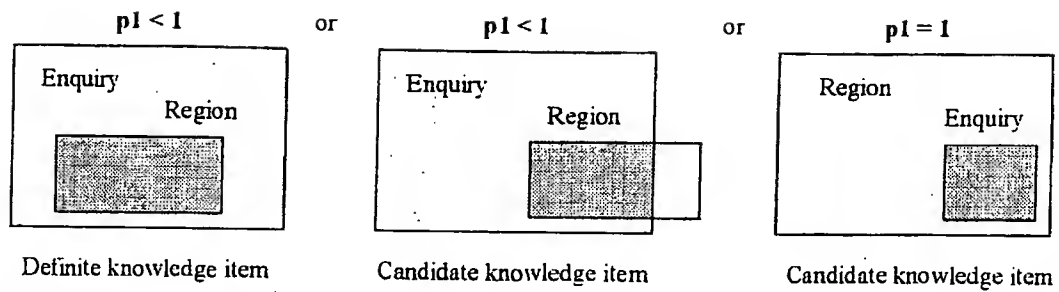 p1 < 1 or p1 < 1 or p1 = 1
Enquiry
Region
Enquiry
Region
Region
Enquiry
Definite knowledge item
Candidate knowledge item
Candidate knowledge item